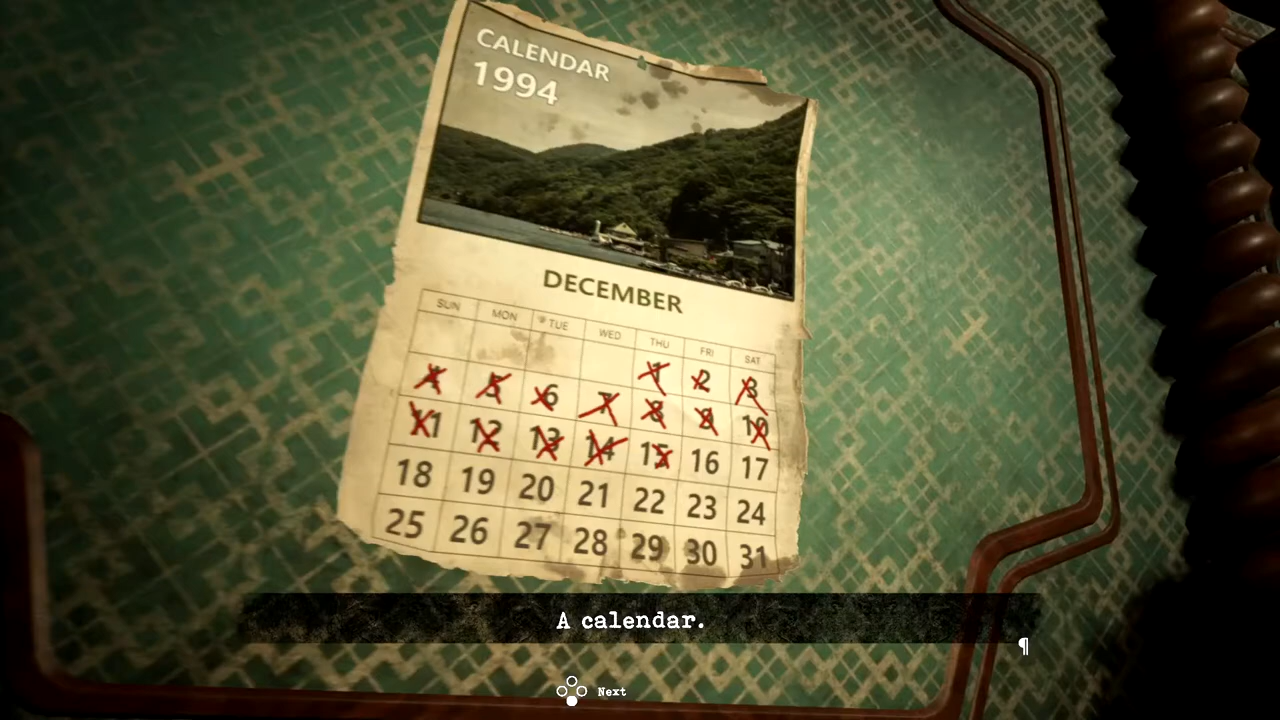 CALENDAR
1994
DECEMBER
SUN MON TUE WED THU FRI SAT
1 2 3
4 5 6 7 8 9 10
11 12 13 14 15 16 17
18 19 20 21 22 23 24
25 26 27 28 29 30 31
A calendar.
¶
Next